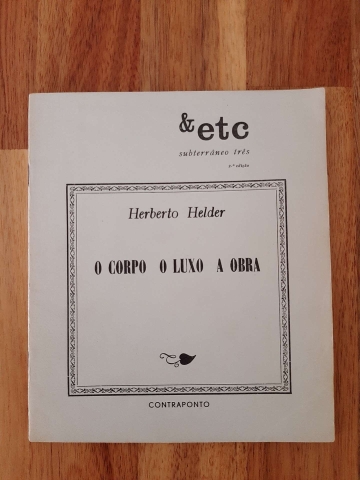 & etc
subterrâneo três
Herberto Helder
O CORPO O LUXO A OBRA
CONTRAPONTO